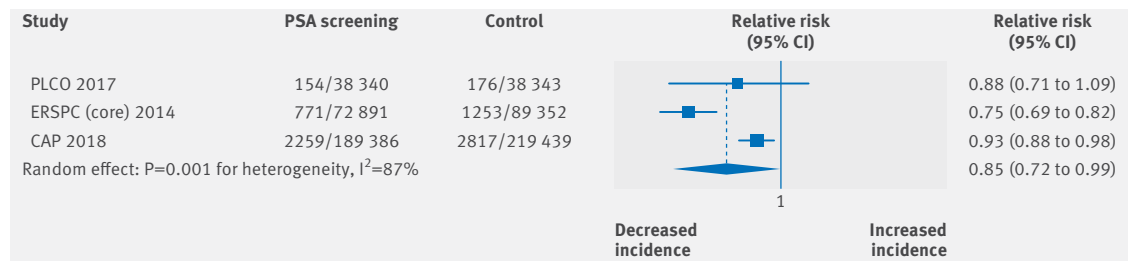 Study PSA screening Control Relative risk (95% CI) Relative risk (95% CI)
PLCO 2017 154/38 340 176/38 343 0.88 (0.71 to 1.09)
ERSPC (core) 2014 771/72 891 1253/89 352 0.75 (0.69 to 0.82)
CAP 2018 2259/189 386 2817/219 439 0.93 (0.88 to 0.98)
Random effect: P=0.001 for heterogeneity, I²=87% 0.85 (0.72 to 0.99)
1
Decreased incidence Increased incidence